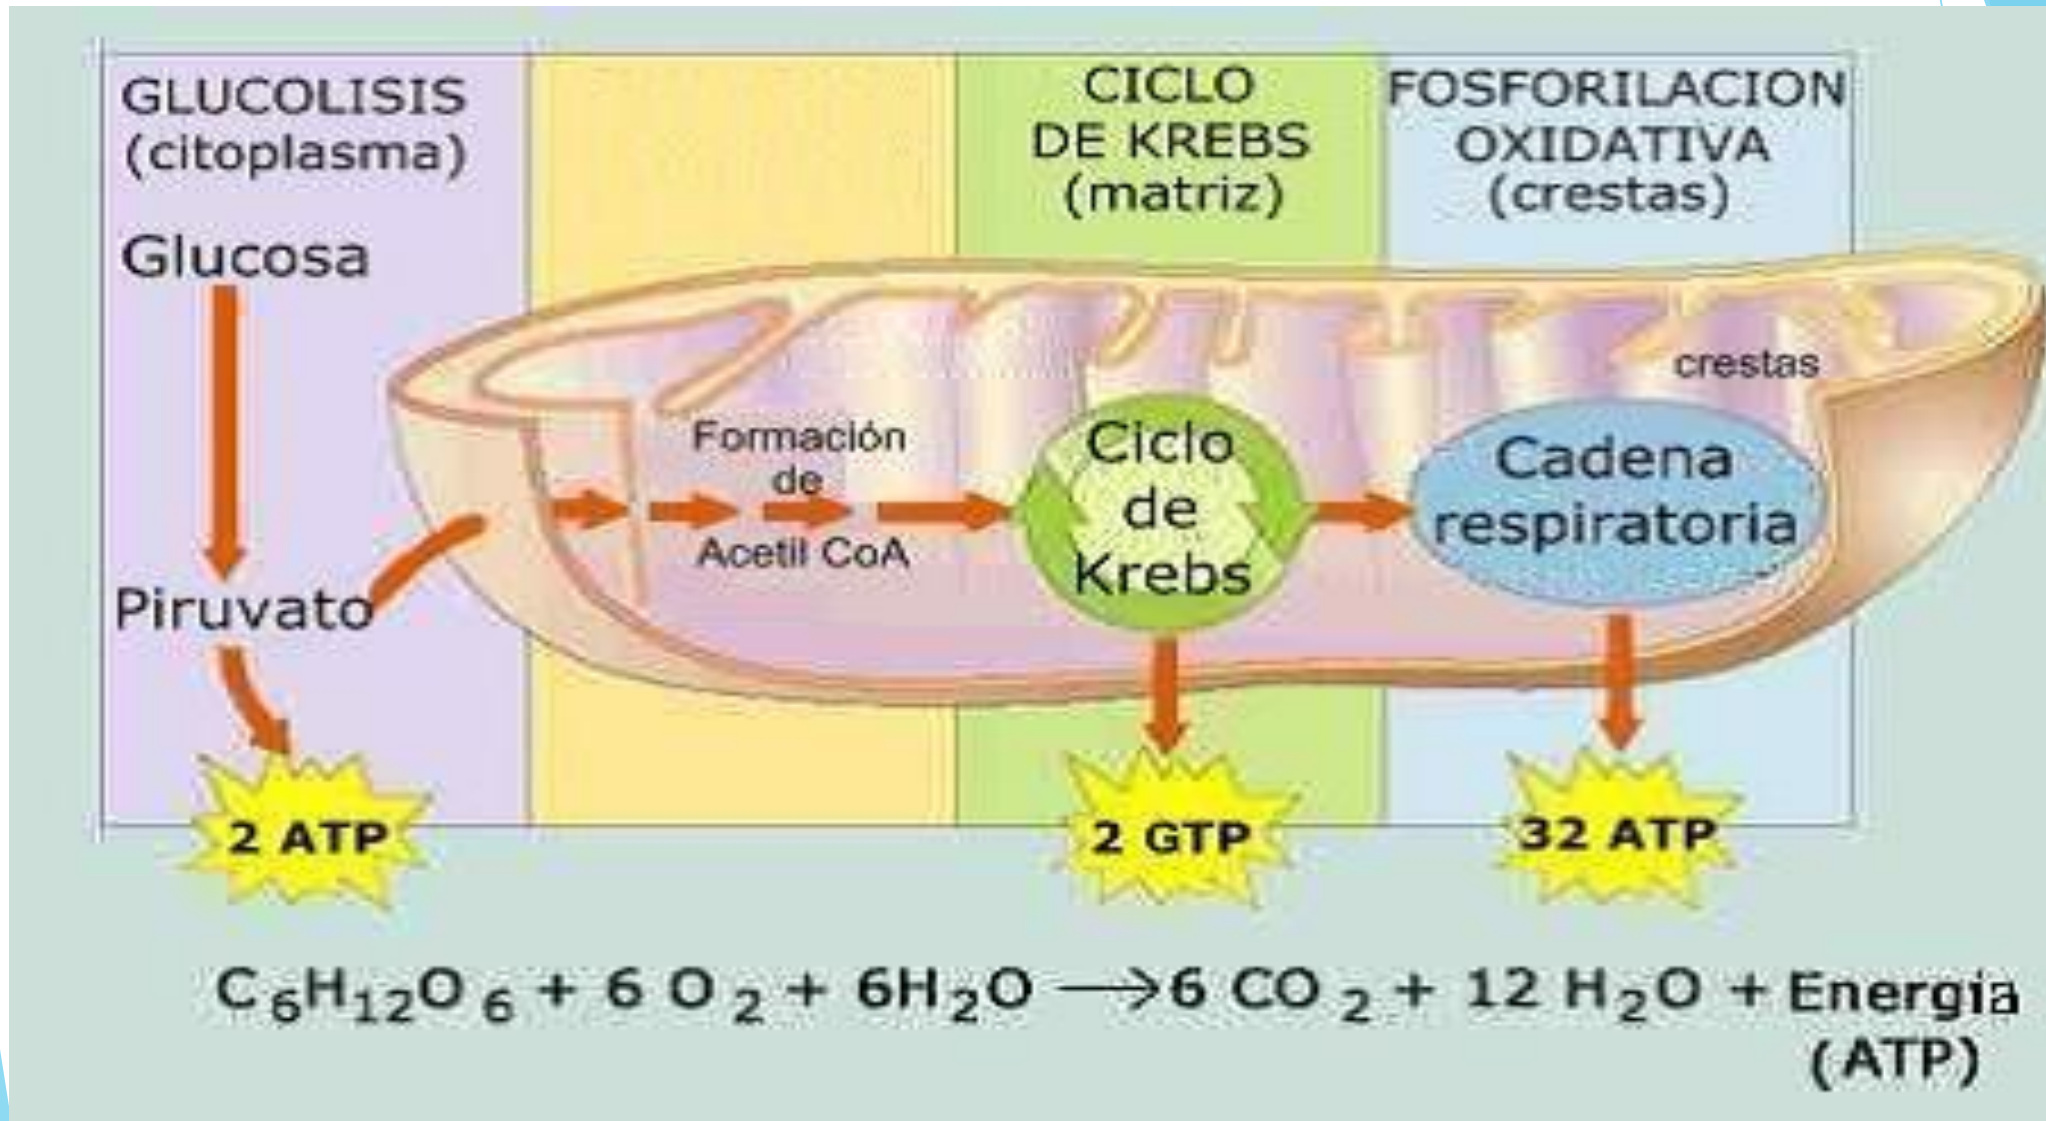 GLUCOLISIS
(citoplasma)
Glucosa
Piruvato
2 ATP
Formación
de
Acetil CoA
CICLO
DE KREBS
(matriz)
Ciclo
de
Krebs
2 GTP
FOSFORILACION
OXIDATIVA
(crestas)
crestas
Cadena
respiratoria
32 ATP
C6H12O6 + 6 O2 + 6H2O → 6 CO2 + 12 H2O + Energia
(ATP)